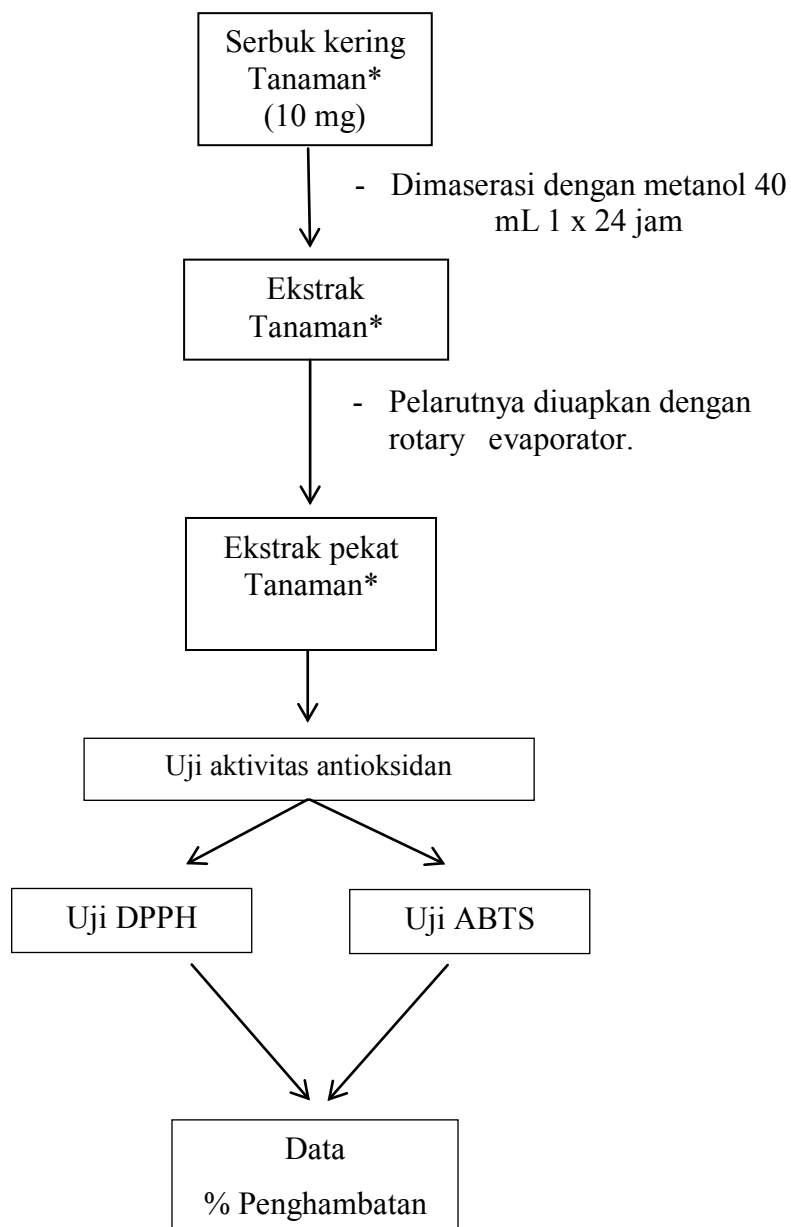 Serbuk kering
Tanaman*
(10 mg)
- Dimaserasi dengan metanol 40
mL 1 x 24 jam
Ekstrak
Tanaman*
- Pelarutnya diuapkan dengan
rotary evaporator.
Ekstrak pekat
Tanaman*
Uji aktivitas antioksidan
Uji DPPH
Uji ABTS
Data
% Penghambatan